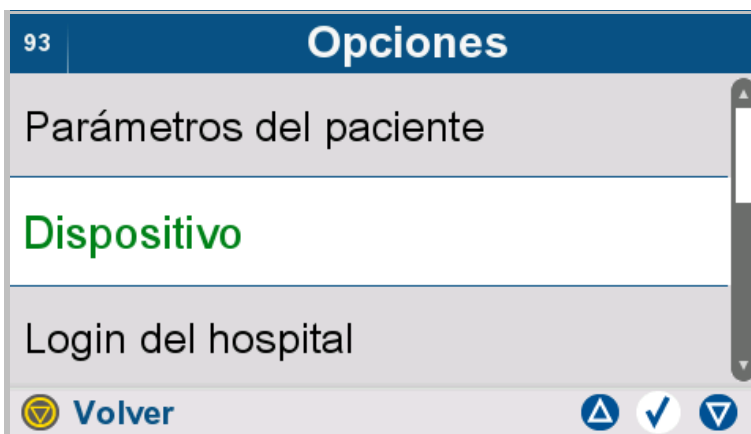 93
Opciones
Parámetros del paciente
Dispositivo
Login del hospital
Volver